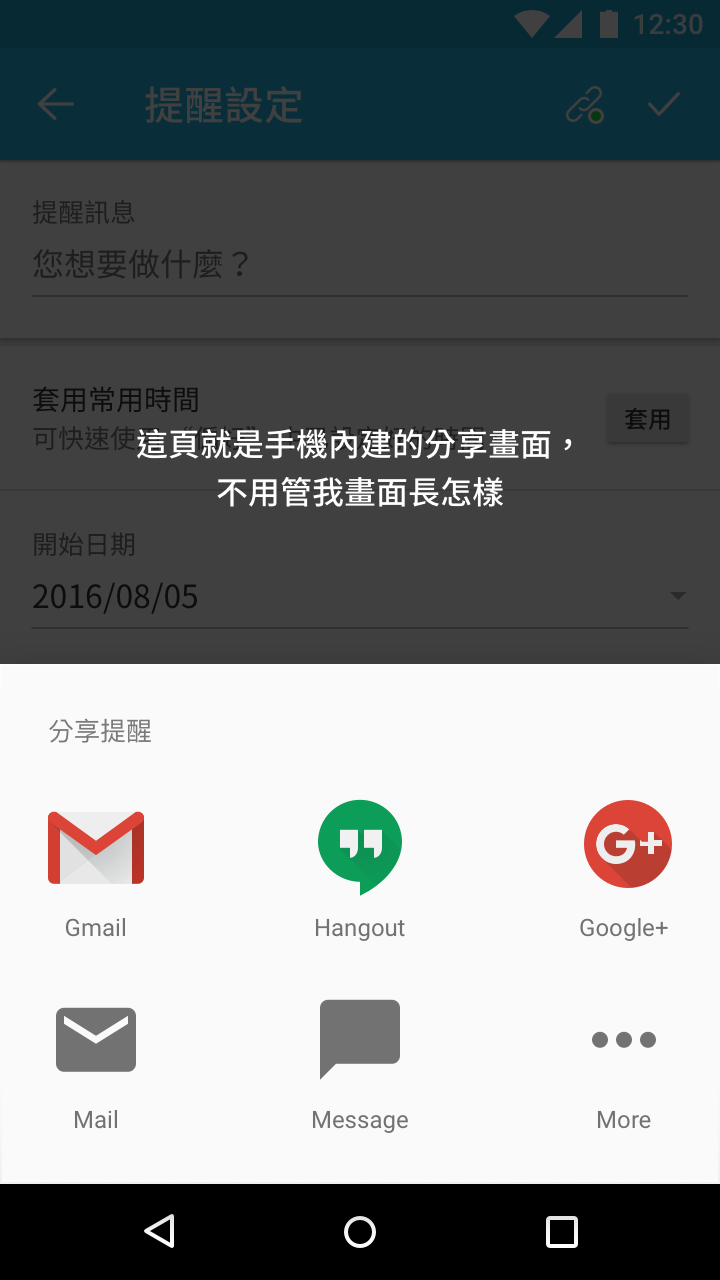 12:30
提醒設定
提醒訊息
您想要做什麼？
套用常用時間
套用
可快速使
這頁就是手機內建的分享畫面，
不用管我畫面長怎樣
開始日期
2016/08/05
分享提醒
Gmail
Hangout
Google+
Mail
Message
More